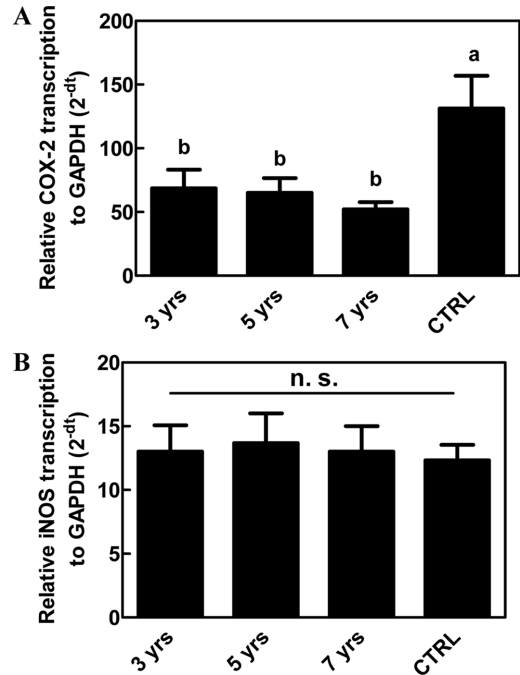 A
Relative COX-2 transcription
to GAPDH (2-dt)
200
150
100
50
0
b
b
b
a
3 yrs
5 yrs
7 yrs
CTRL
B
Relative iNOS transcription
to GAPDH (2-dt)
20
15
10
5
0
n. s.
3 yrs
5 yrs
7 yrs
CTRL